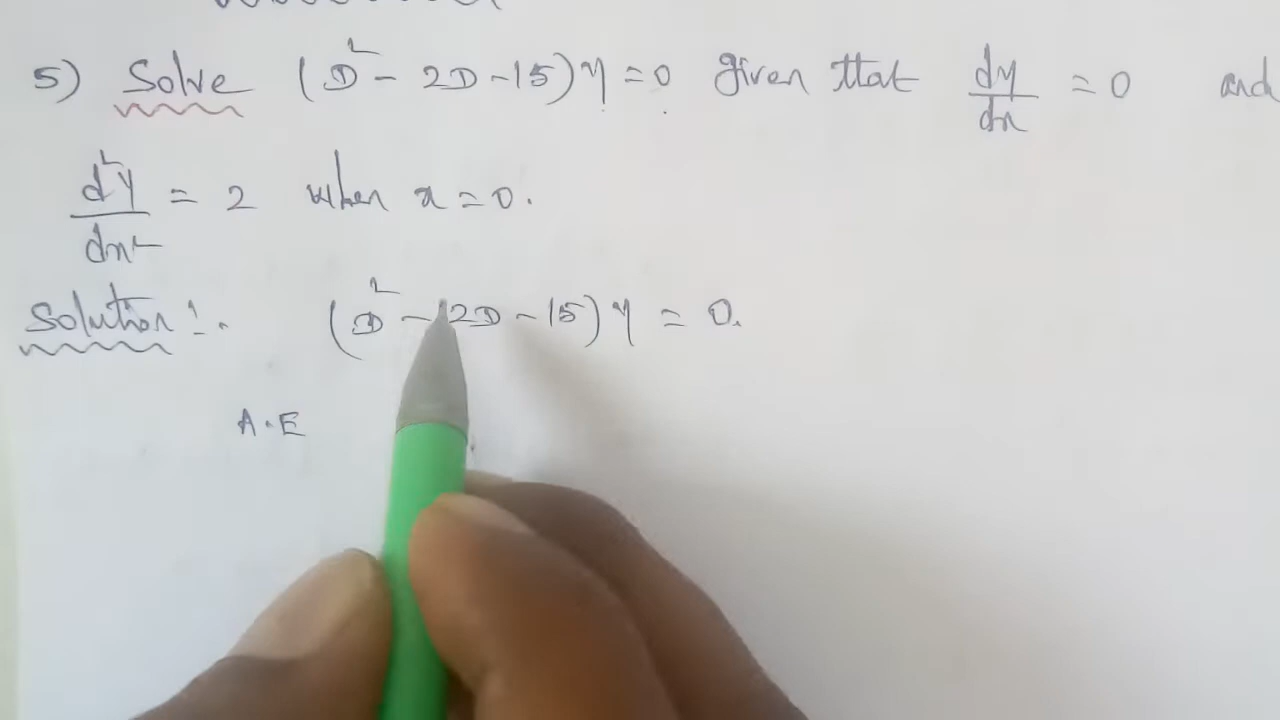 5) Solve (D² - 2D - 15)y = 0 given that dy/dx = 0 and
d²y/dx² = 2 when x = 0.
Solution:. (D² - 2D - 15)y = 0.
A.E